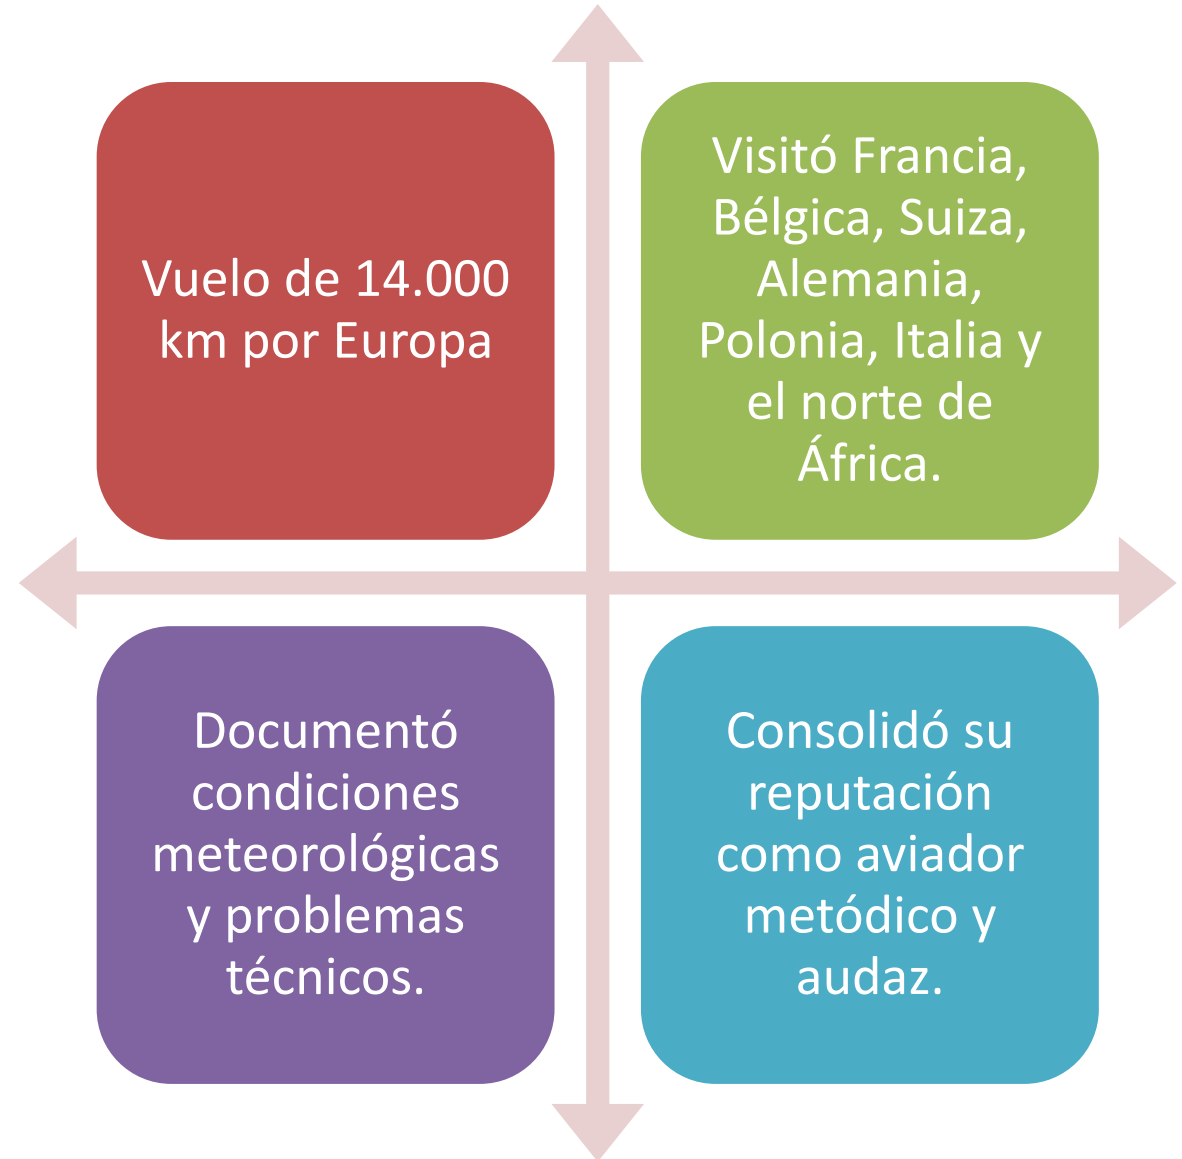 Vuelo de 14.000
km por Europa
Visitó Francia,
Bélgica, Suiza,
Alemania,
Polonia, Italia y
el norte de
África.
Documentó
condiciones
meteorológicas
y problemas
técnicos.
Consolidó su
reputación
como aviador
metódico y
audaz.